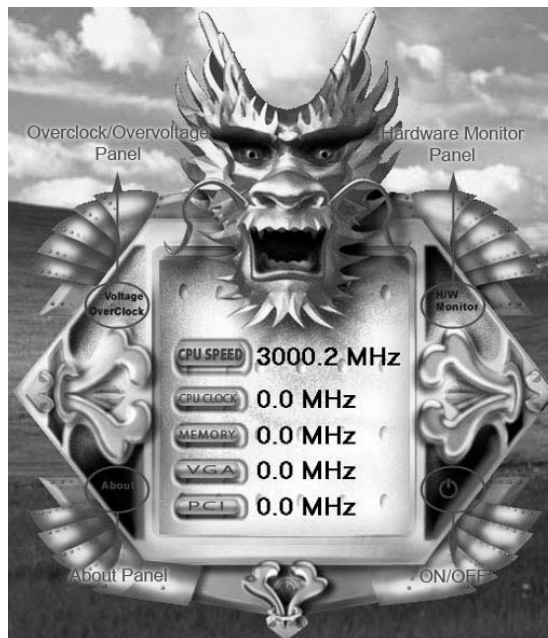 Overclock/Overvoltage
Panel
Hardware Monitor
Panel
Voltage
OverClock
H/W
Monitor
CPU SPEED 3000.2 MHz
CPU CLOCK 0.0 MHz
MEMORY 0.0 MHz
VGA 0.0 MHz
PCI 0.0 MHz
About
About Panel
ON/OFF